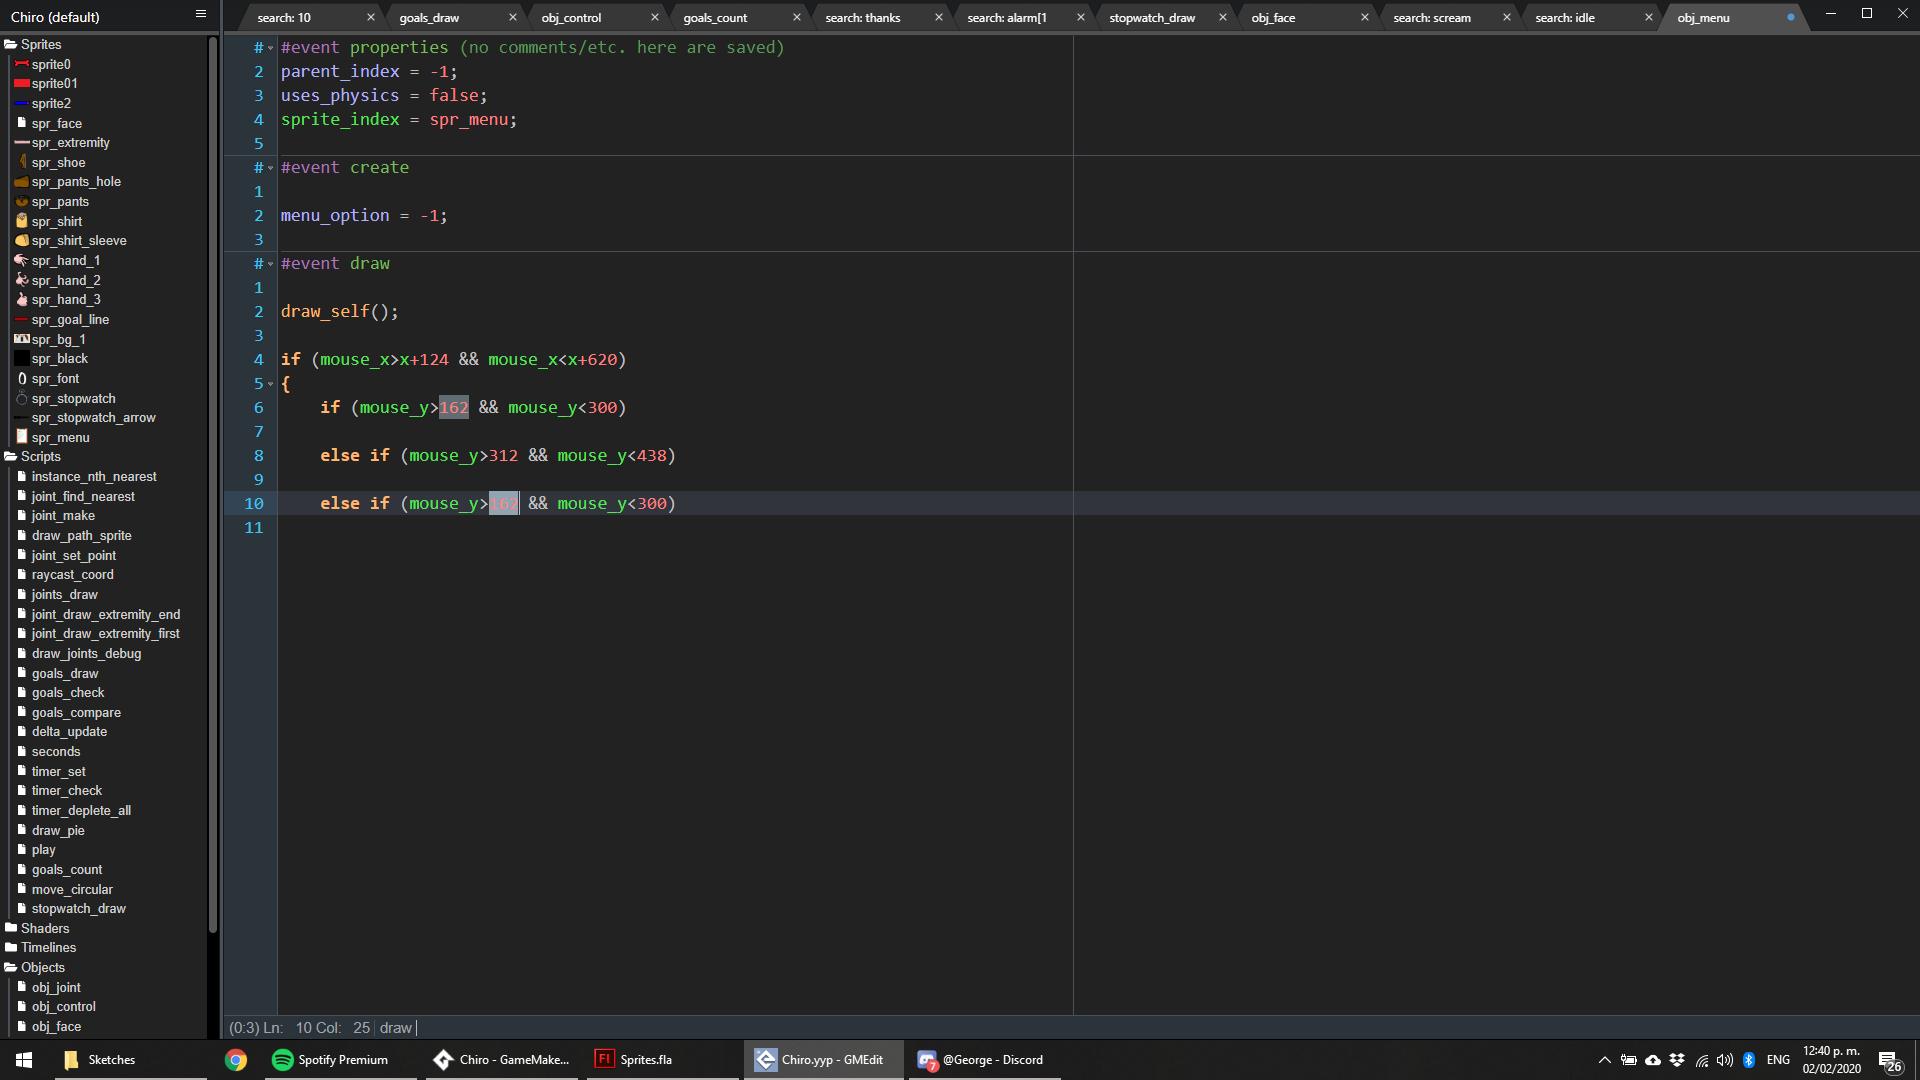 Chiro (default)
search: 10
goals_draw
obj_control
goals_count
search: thanks
search: alarm[1
stopwatch_draw
obj_face
search: scream
search: idle
obj_menu
Sprites
sprite0
sprite01
sprite2
spr_face
spr_extremity
spr_shoe
spr_pants_hole
spr_pants
spr_shirt
spr_shirt_sleeve
spr_hand_1
spr_hand_2
spr_hand_3
spr_goal_line
spr_bg_1
spr_black
spr_font
spr_stopwatch
spr_stopwatch_arrow
spr_menu
Scripts
instance_nth_nearest
joint_find_nearest
joint_make
draw_path_sprite
joint_set_point
raycast_coord
joints_draw
joint_draw_extremity_end
joint_draw_extremity_first
draw_joints_debug
goals_draw
goals_check
goals_compare
delta_update
seconds
timer_set
timer_check
timer_deplete_all
draw_pie
play
goals_count
move_circular
stopwatch_draw
Shaders
Timelines
Objects
obj_joint
obj_control
obj_face
# #event properties (no comments/etc. here are saved)
2 parent_index = -1;
3 uses_physics = false;
4 sprite_index = spr_menu;
5
# #event create
1
2 menu_option = -1;
3
# #event draw
1
2 draw_self();
3
4 if (mouse_x>x+124 && mouse_x<x+620)
5 {
6 if (mouse_y>162 && mouse_y<300)
7
8 else if (mouse_y>312 && mouse_y<438)
9
10 else if (mouse_y>162 && mouse_y<300)
11
(0:3) Ln: 10 Col: 25 draw
Sketches
Spotify Premium
Chiro - GameMake...
Fl Sprites.fla
Chiro.yyp - GMEdit
7 @George - Discord
ENG
12:40 p. m.
02/02/2020
26